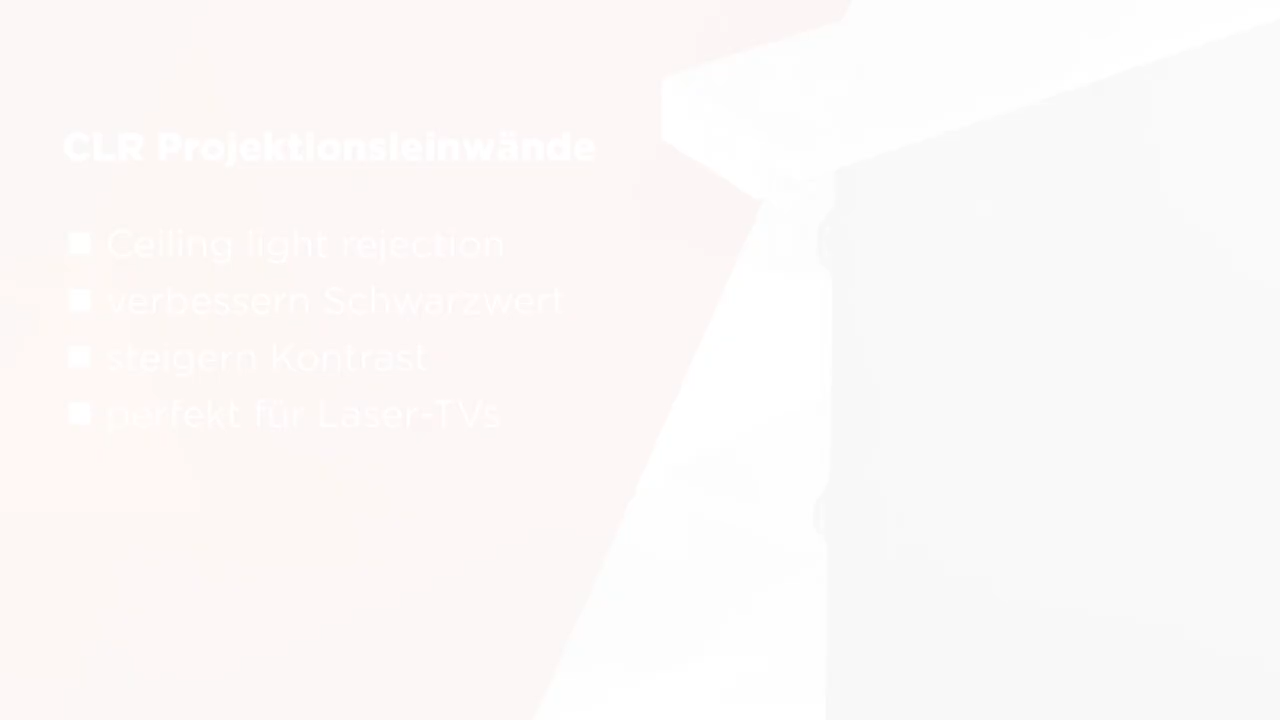 CLR Projektionsleinwände
Ceiling light rejection
verbessern Schwarzwert
steigern Kontrast
perfekt für Laser-TVs